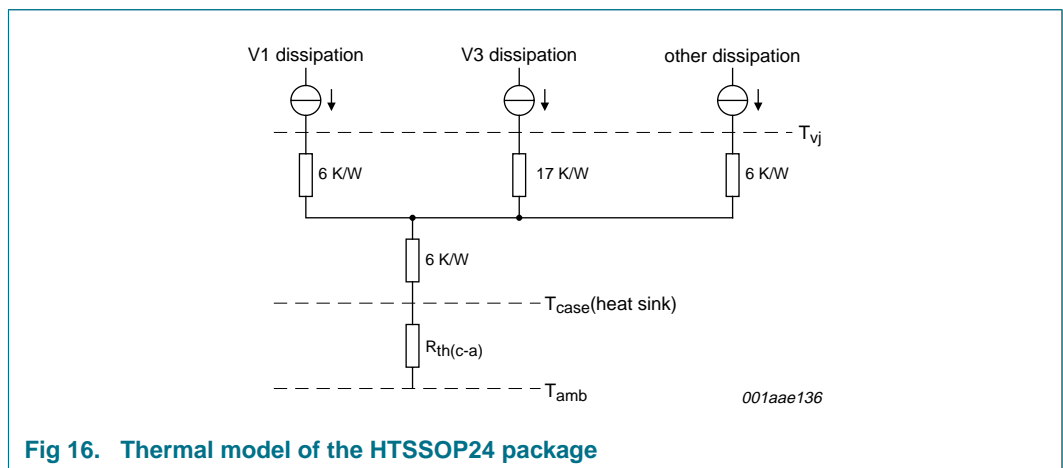 V1 dissipation
V3 dissipation
other dissipation
Tvj
6 K/W
17 K/W
6 K/W
6 K/W
Tcase(heat sink)
Rth(c-a)
Tamb
001aae136
Fig 16. Thermal model of the HTSSOP24 package